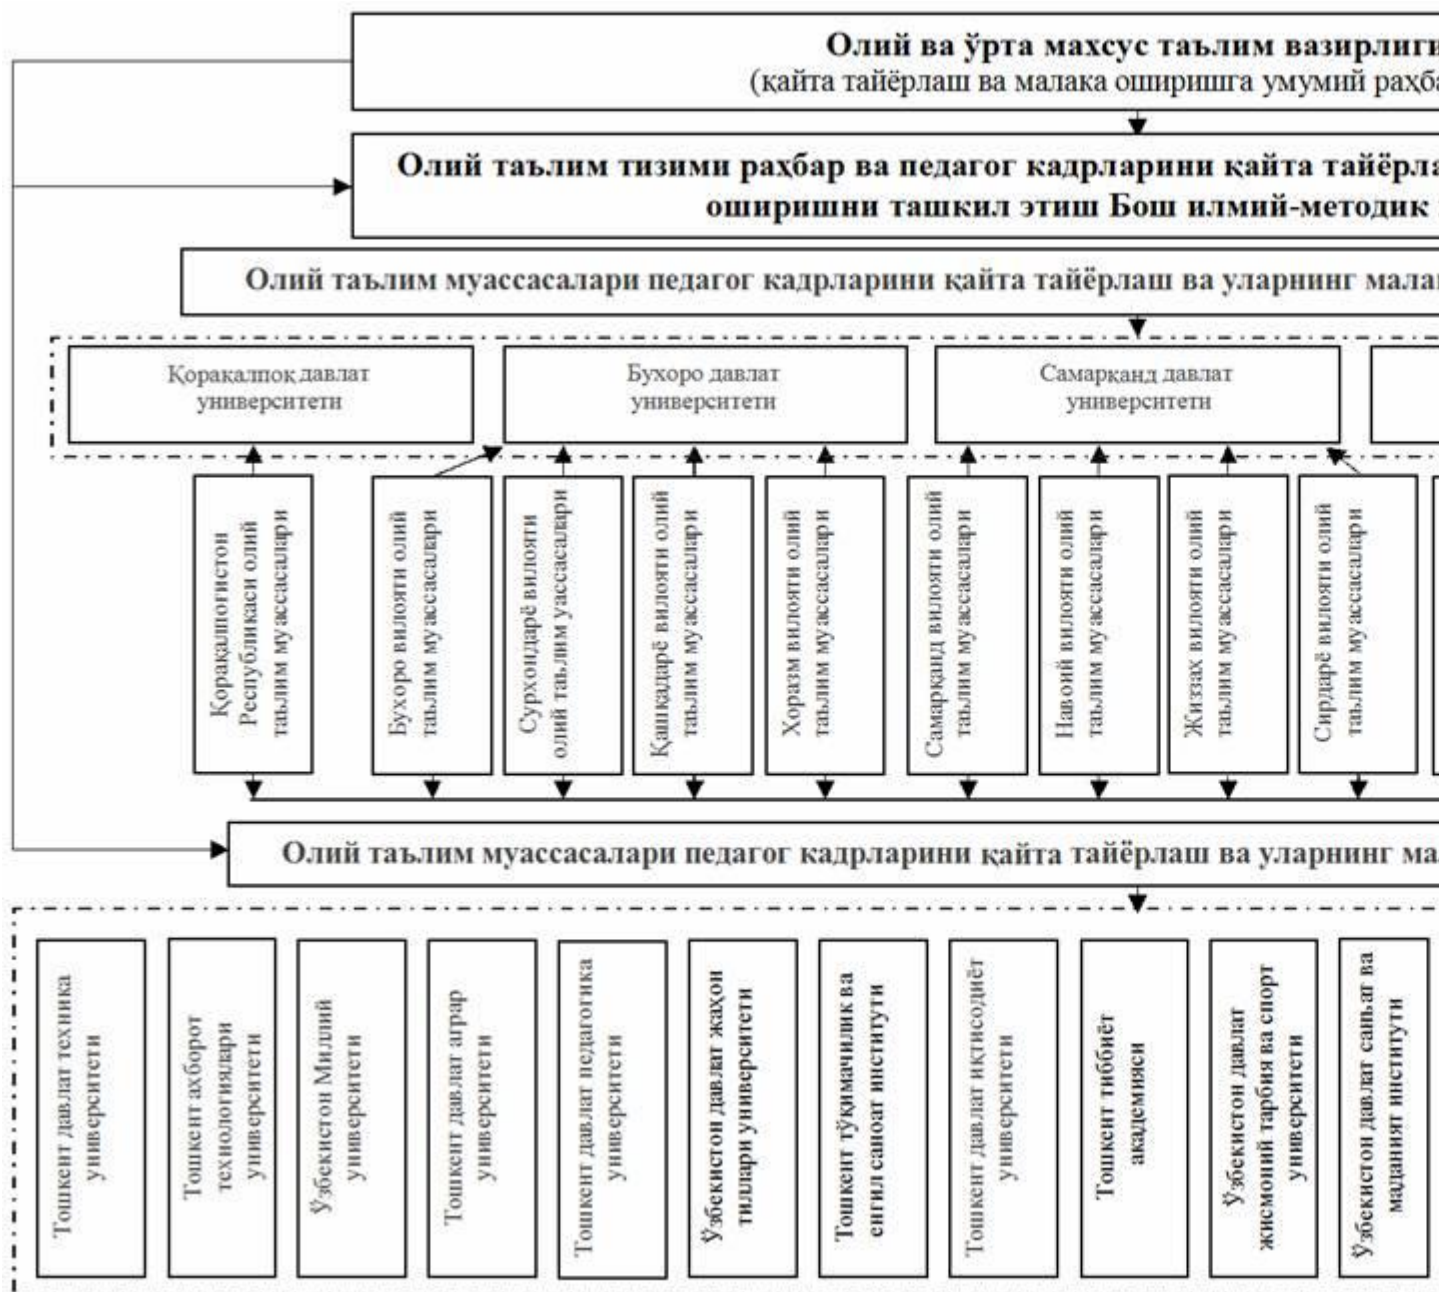 Олий ва ўрта махсус таълим вазирлиги
(қайта тайёрлаш ва малака оширишга умумий раҳба
Олий таълим тизими раҳбар ва педагог кадрларини қайта тайёрла
оширишни ташкил этиш Бош илмий-методик
Олий таълим муассасалари педагог кадрларини қайта тайёрлаш ва уларнинг мала
Қорақалпоқ давлат
университети
Бухоро давлат
университети
Самарқанд давлат
университети
Қорақалпоғистон
Республикаси олий
таълим муассасалари
Бухоро вилояти олий
таълим муассасалари
Сурхондарё вилояти
олий таълим уассасалари
Қашқадарё вилояти олий
таълим муассасалари
Хоразм вилояти олий
таълим муассасалари
Самарқанд вилояти олий
таълим муассасалари
Навоий вилояти олий
таълим муассасалари
Жиззах вилояти олий
таълим муассасалари
Сирдарё вилояти олий
таълим муассасалари
Олий таълим муассасалари педагог кадрларини қайта тайёрлаш ва уларнинг ма
Тошкент давлат техника
университети
Тошкент ахборот
технологиялари
университети
Ўзбекистон Миллий
университети
Тошкент давлат аграр
университети
Тошкент давлат педагогика
университети
Ўзбекистон давлат жаҳон
тиллари университети
Тошкент тўқимачилик ва
енгил саноат институти
Тошкент давлат иқтисодиёт
университети
Тошкент тиббиёт
академияси
Ўзбекистон давлат
жисмоний тарбия ва спорт
университети
Ўзбекистон давлат санъат ва
маданият институти